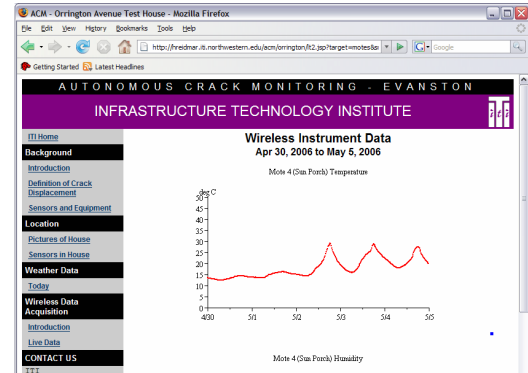 ACM - Orrington Avenue Test House - Mozilla Firefox
File Edit View History Bookmarks Tools Help
http://hreidmar.iti.northwestern.edu/acm/orrington/lt2.jsp?target=motes8si
Google
Getting Started Latest Headlines
AUTONOMOUS CRACK MONITORING - EVANSTON
INFRASTRUCTURE TECHNOLOGY INSTITUTE
iti
ITI Home
Background
Introduction
Definition of Crack
Displacement
Sensors and Equipment
Location
Pictures of House
Sensors in House
Weather Data
Today
Wireless Data
Acquisition
Introduction
Live Data
CONTACT US
ITI
Wireless Instrument Data
Apr 30, 2006 to May 5, 2006
Mote 4 (Sun Porch) Temperature
deg C
50
45
40
35
30
25
20
15
10
5
0
4/30 5/1 5/2 5/3 5/4 5/5
Mote 4 (Sun Porch) Humidity